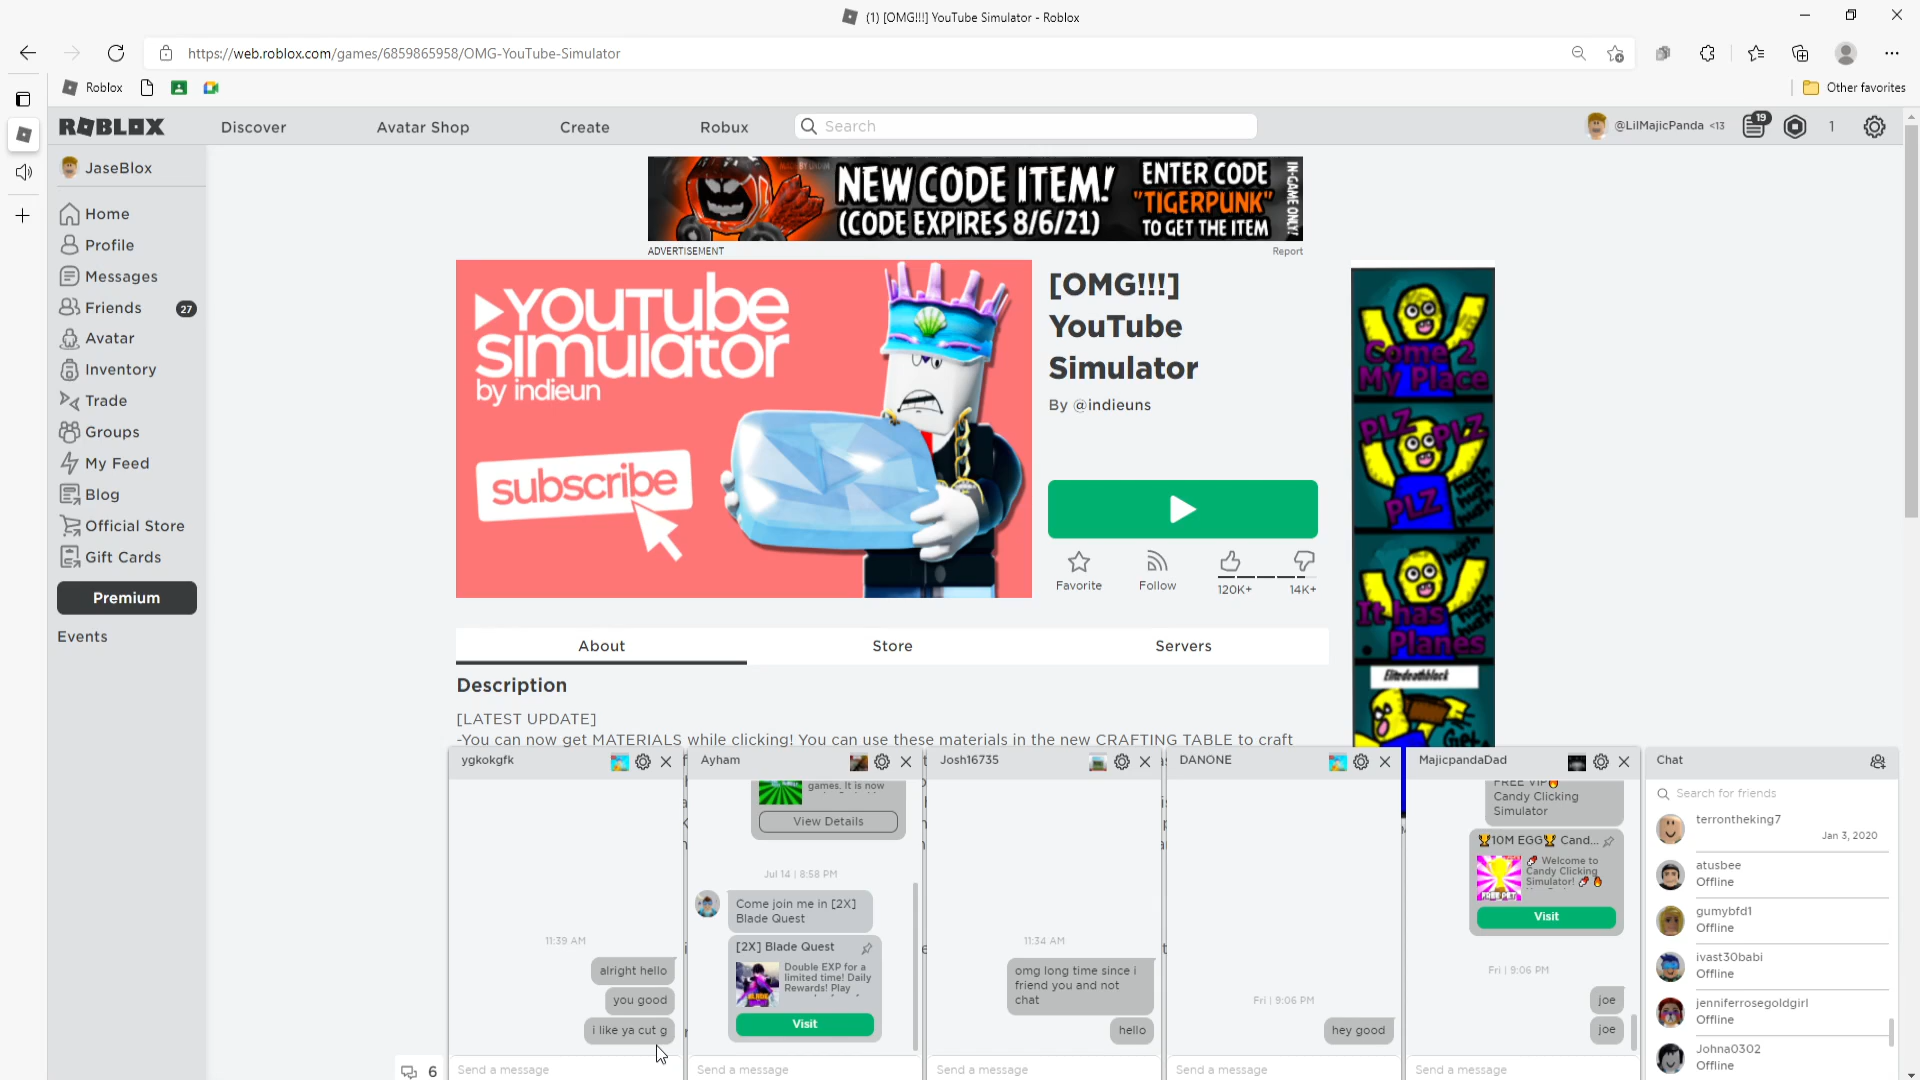 (1) [OMG!!!] YouTube Simulator - Roblox
https://web.roblox.com/games/6859865958/OMG-YouTube-Simulator
Roblox
Other favorites
ROBLOX
Discover
Avatar Shop
Create
Robux
Search
@LilMajicPanda <13
19
1
JaseBlox
Home
Profile
Messages
Friends 27
Avatar
Inventory
Trade
Groups
My Feed
Blog
Official Store
Gift Cards
Premium
Events
NEW CODE ITEM!
(CODE EXPIRES 8/6/21)
ENTER CODE
"TIGERPUNK"
TO GET THE ITEM
IN-GAME ONLY!
ADVERTISEMENT
Report
YOUTUBE
SIMULATOR
by indieun
subscribe
[OMG!!!]
YouTube
Simulator
By @indieuns
Favorite
Follow
120K+
14K+
Come 2
My Place
PLZ PLZ
PLZ
It has
Planes
Elitedeathblack
About
Store
Servers
Description
[LATEST UPDATE]
-You can now get MATERIALS while clicking! You can use these materials in the new CRAFTING TABLE to craft
ygkokgfk
11:39 AM
alright hello
you good
i like ya cut g
Send a message
Ayham
games. It is now
View Details
Jul 14 | 8:58 PM
Come join me in [2X]
Blade Quest
[2X] Blade Quest
Double EXP for a
limited time! Daily
Rewards! Play
Visit
Send a message
Josh16735
11:34 AM
omg long time since i
friend you and not
chat
hello
Send a message
DANONE
Fri | 9:06 PM
hey good
Send a message
MajicpandaDad
FREE VIP🔥
Candy Clicking
Simulator
🏆10M EGG🏆 Cand...
Welcome to
Candy Clicking
Simulator!
FREE PET
Visit
Fri | 9:06 PM
joe
joe
Send a message
Chat
Search for friends
terrontheking7
Jan 3, 2020
atusbee
Offline
gumybfd1
Offline
ivast30babi
Offline
jenniferrosegoldgirl
Offline
Johna0302
Offline
6